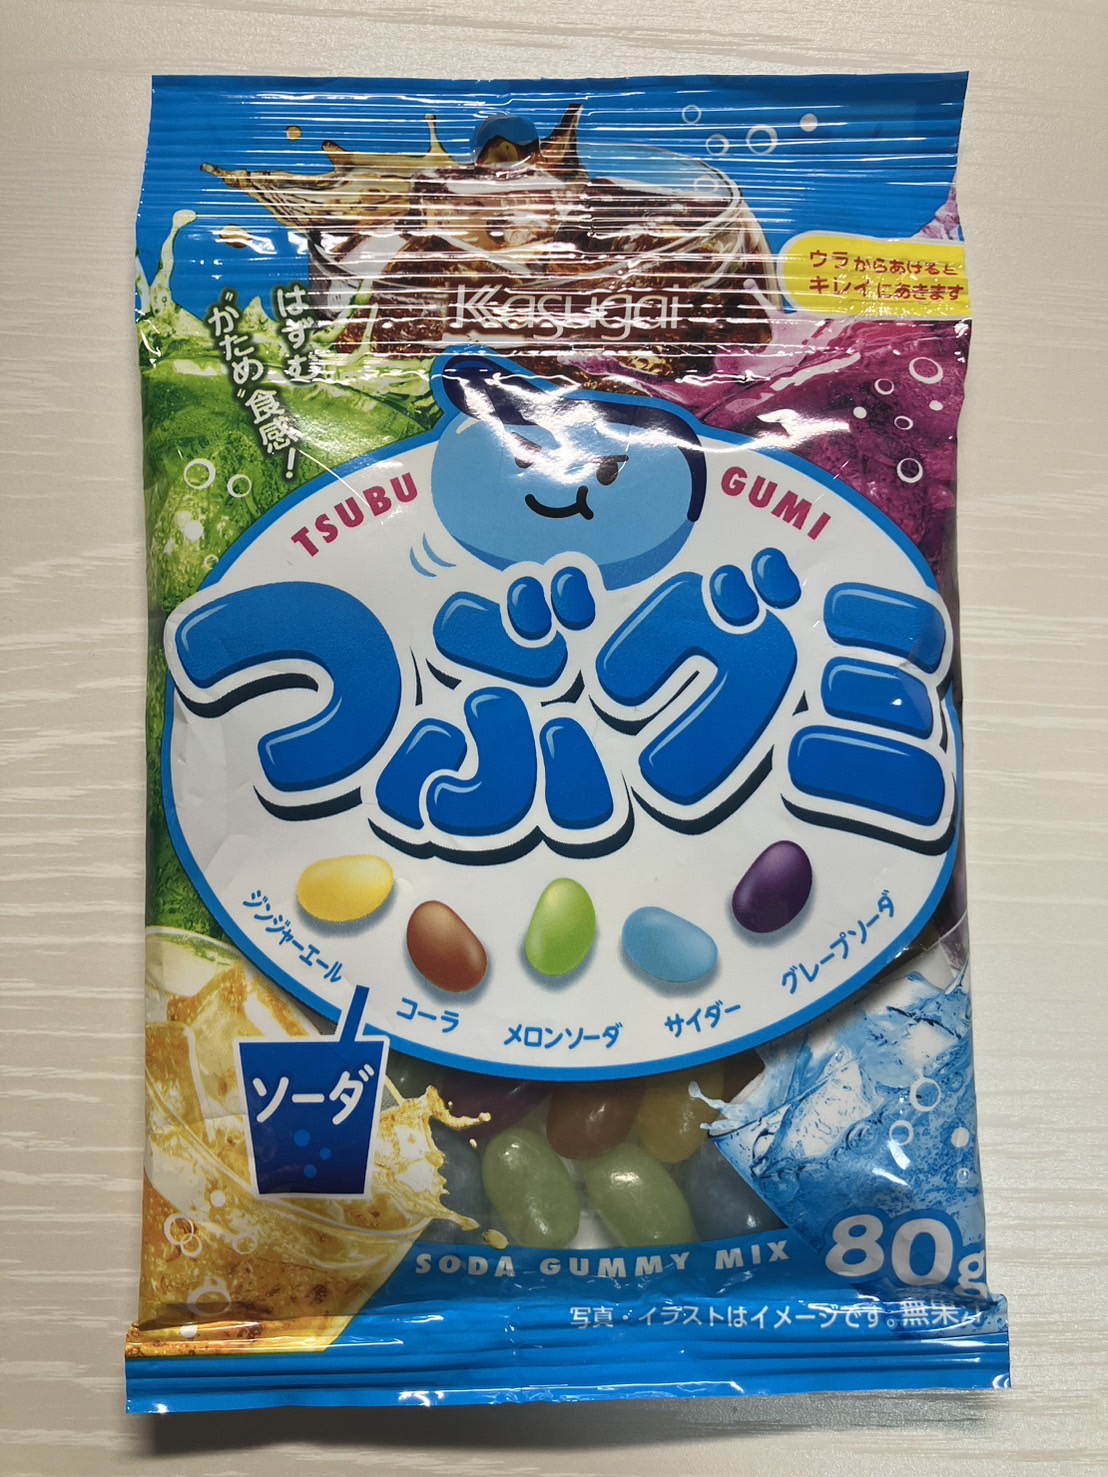 Kasugai
ウラからあけると
キレイにあきます
はずむ
"がため"食感!
TSUBU GUMI
つぶグミ
ジンジャーエール
コーラ
メロンソーダ
サイダー
グレープソーダ
ソーダ
SODA GUMMY MIX
80g
写真・イラストはイメージです。無果汁